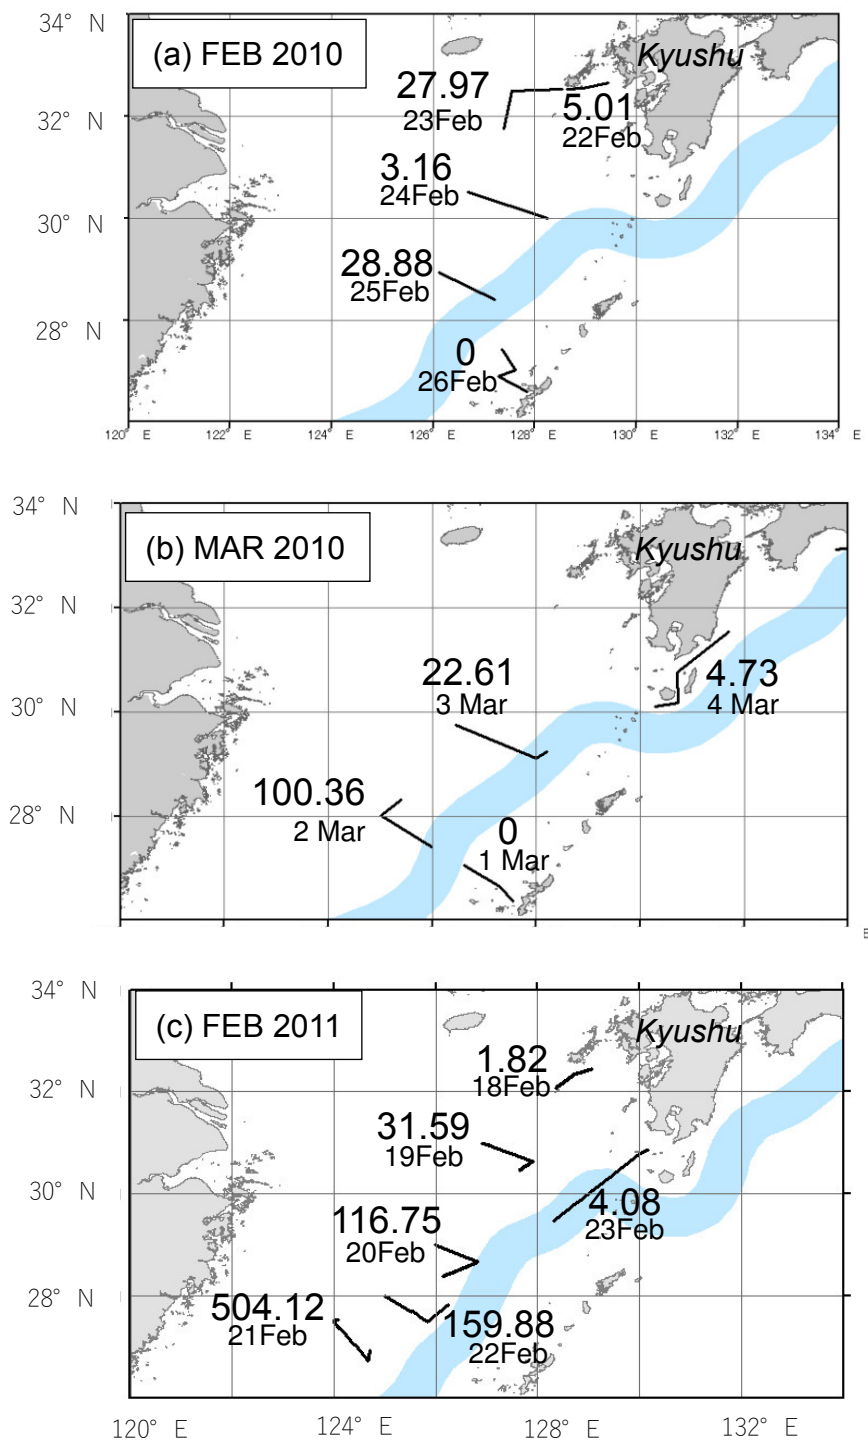 34° N
(a) FEB 2010
Kyushu
27.97
23Feb
5.01
22Feb
32° N
3.16
24Feb
30° N
28.88
25Feb
28° N
0
26Feb
120° E 122° E 124° E 126° E 128° E 130° E 132° E 134° E
34° N
(b) MAR 2010
Kyushu
32° N
22.61
3 Mar
4.73
4 Mar
30° N
100.36
2 Mar
28° N
0
1 Mar
E
34° N
(c) FEB 2011
Kyushu
1.82
18Feb
32° N
31.59
19Feb
30° N
4.08
23Feb
116.75
20Feb
28° N
504.12
21Feb
159.88
22Feb
120° E 124° E 128° E 132° E